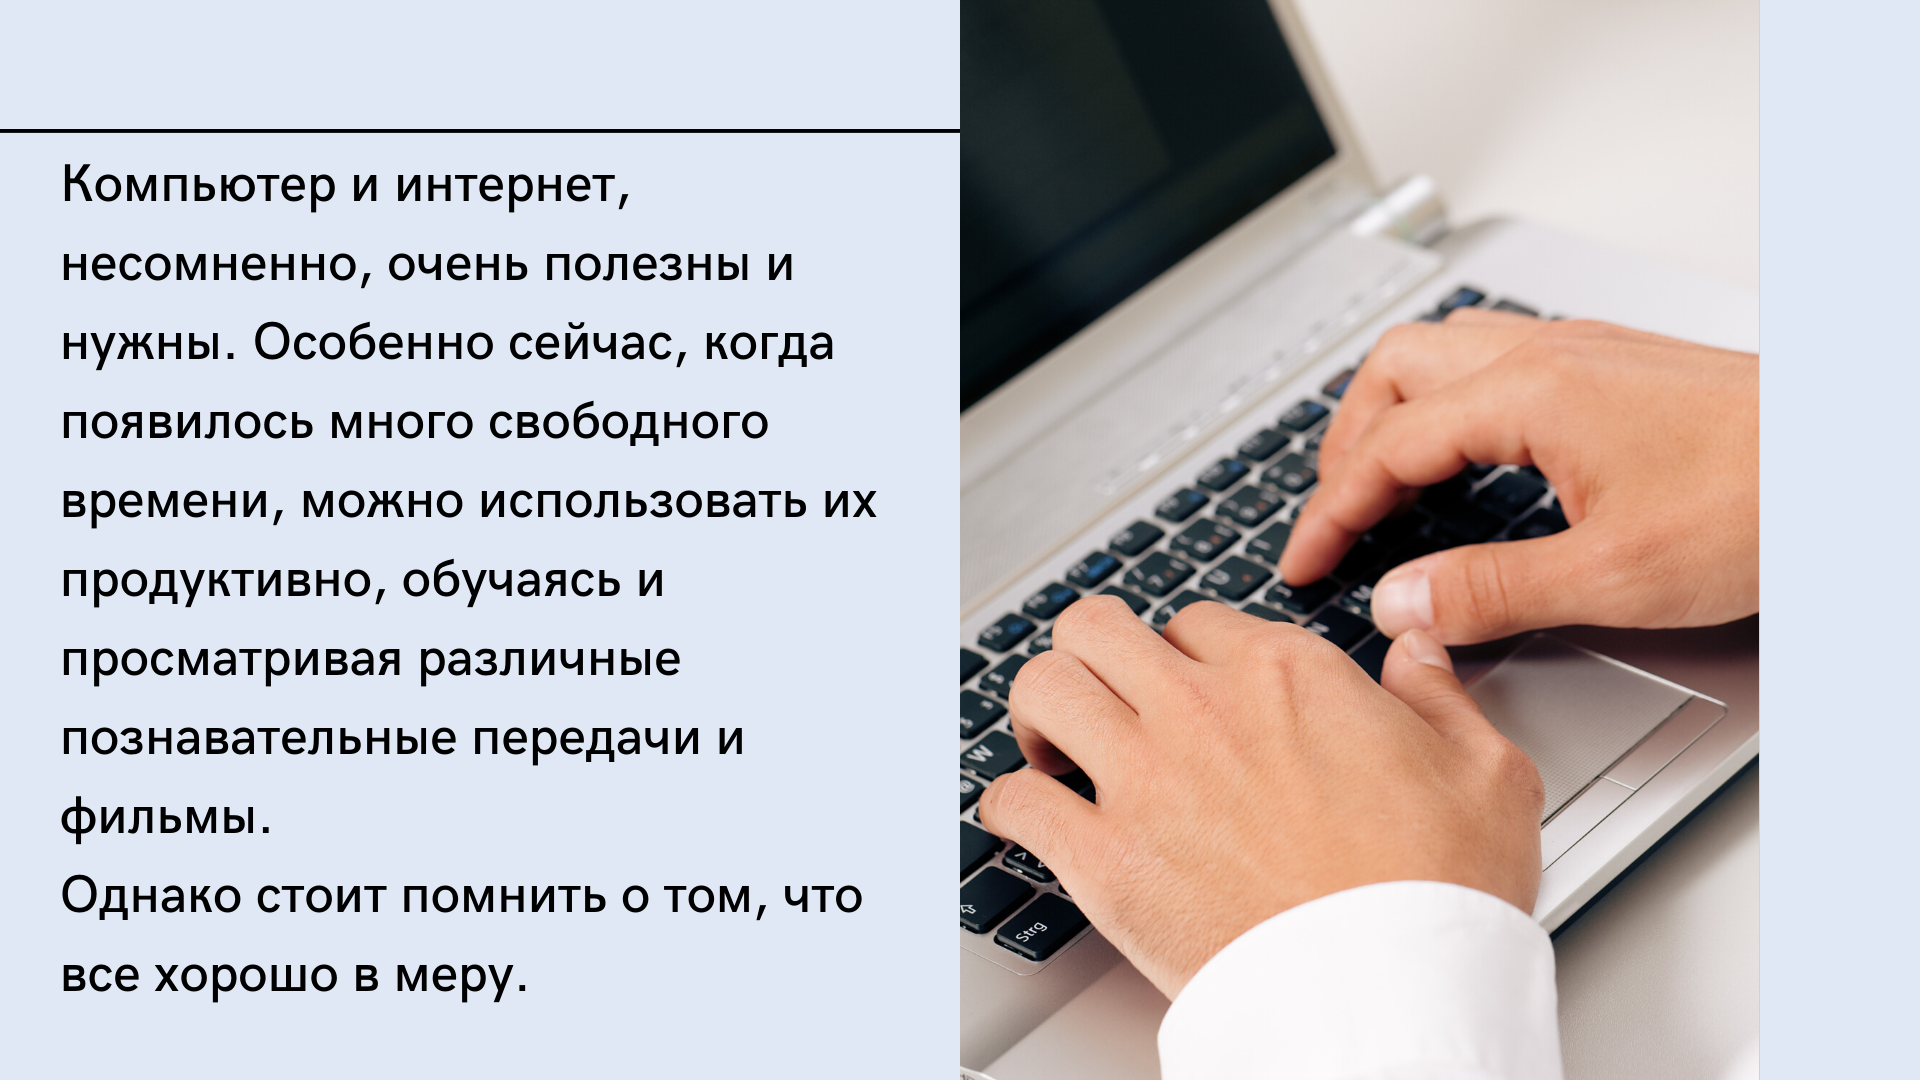 Компьютер и интернет,
несомненно, очень полезны и
нужны. Особенно сейчас, когда
появилось много свободного
времени, можно использовать их
продуктивно, обучаясь и
просматривая различные
познавательные передачи и
фильмы.
Однако стоит помнить о том, что
все хорошо в меру.
Strg